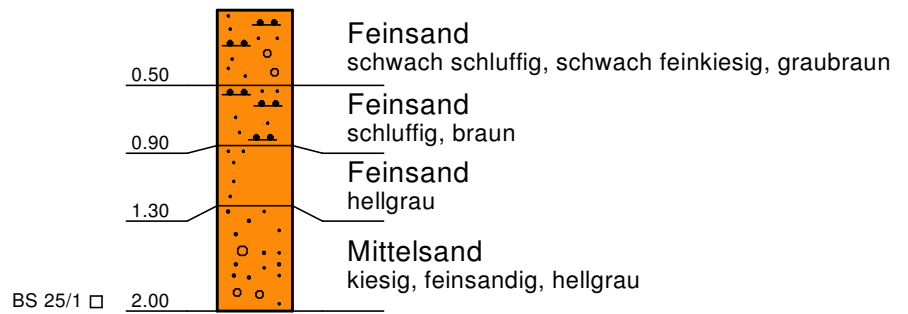 Feinsand
schwach schluffig, schwach feinkiesig, graubraun
0.50
Feinsand
schluffig, braun
0.90
Feinsand
hellgrau
1.30
Mittelsand
kiesig, feinsandig, hellgrau
BS 25/1 2.00